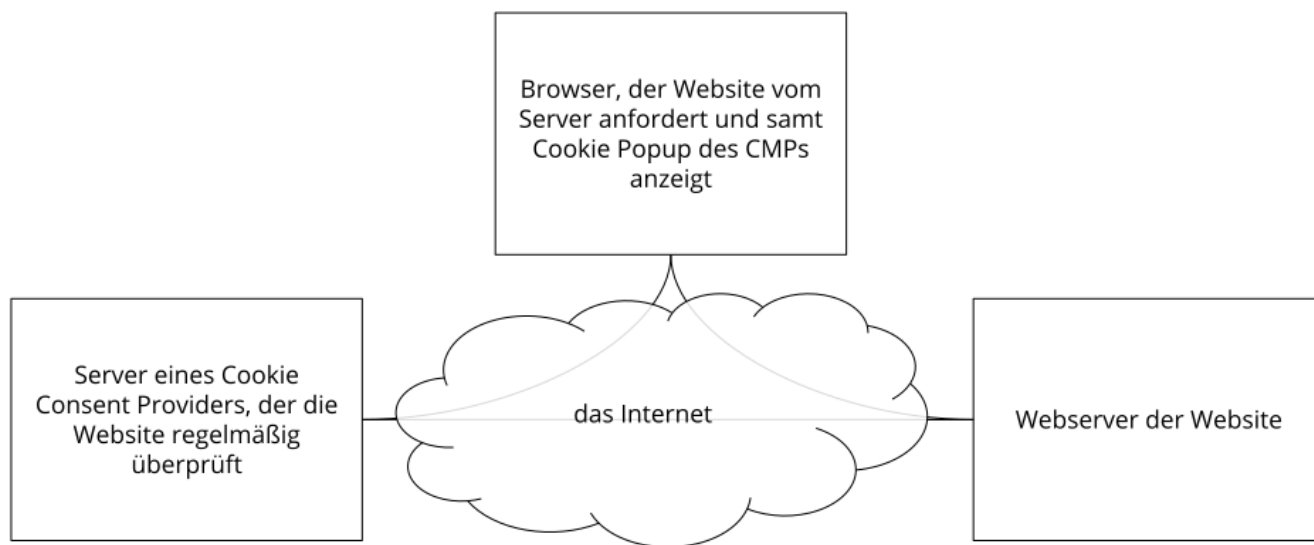 Browser, der Website vom
Server anfordert und samt
Cookie Popup des CMPs
anzeigt
Server eines Cookie
Consent Providers, der die
Website regelmäßig
überprüft
das Internet
Webserver der Website